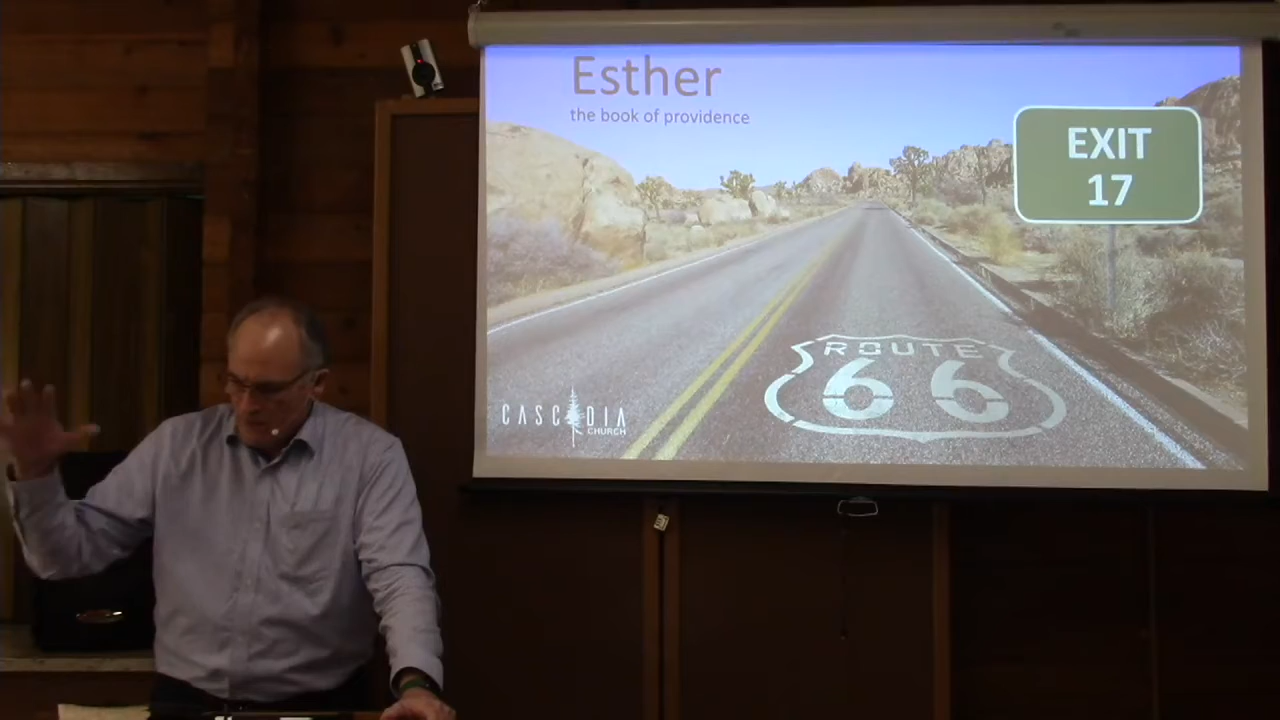 Esther
the book of providence
EXIT
17
ROUTE
66
CASCADIA
CHURCH